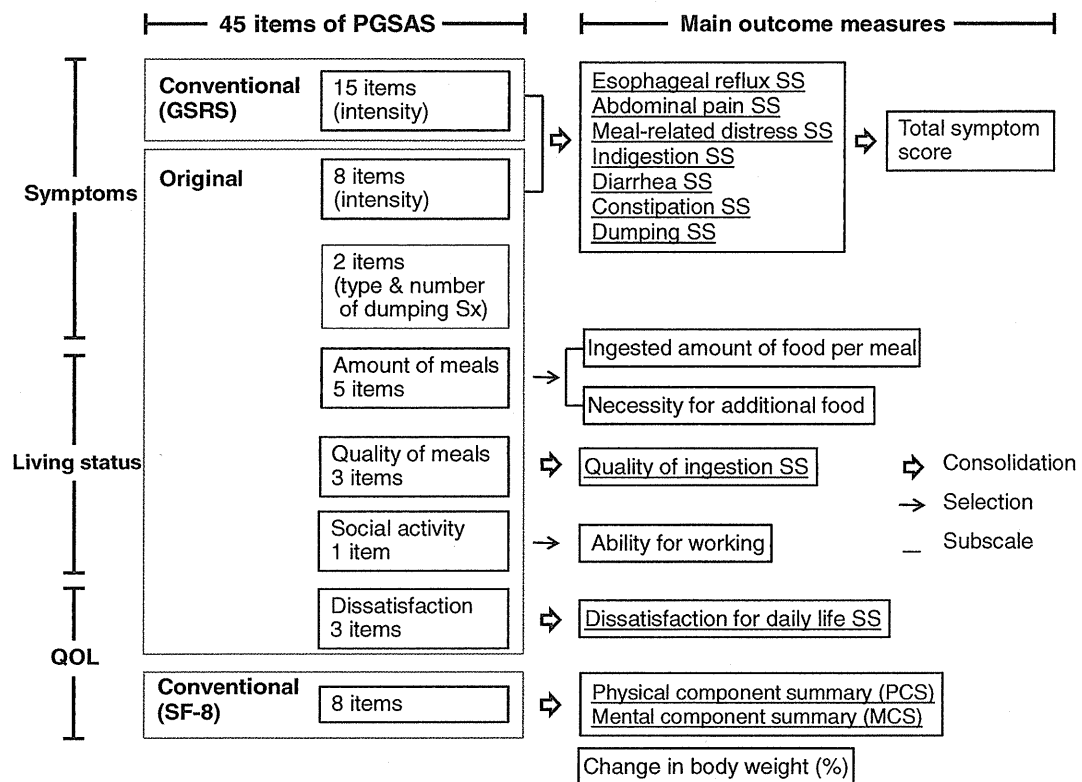 45 items of PGSAS
Main outcome measures
Symptoms
Conventional
(GSRS)
15 items
(intensity)
Esophageal reflux SS
Abdominal pain SS
Meal-related distress SS
Indigestion SS
Diarrhea SS
Constipation SS
Dumping SS
Total symptom
score
Original
8 items
(intensity)
2 items
(type & number
of dumping Sx)
Living status
Amount of meals
5 items
Ingested amount of food per meal
Necessity for additional food
Quality of meals
3 items
Quality of ingestion SS
Social activity
1 item
Ability for working
Consolidation
Selection
Subscale
QOL
Dissatisfaction
3 items
Dissatisfaction for daily life SS
Conventional
(SF-8)
8 items
Physical component summary (PCS)
Mental component summary (MCS)
Change in body weight (%)